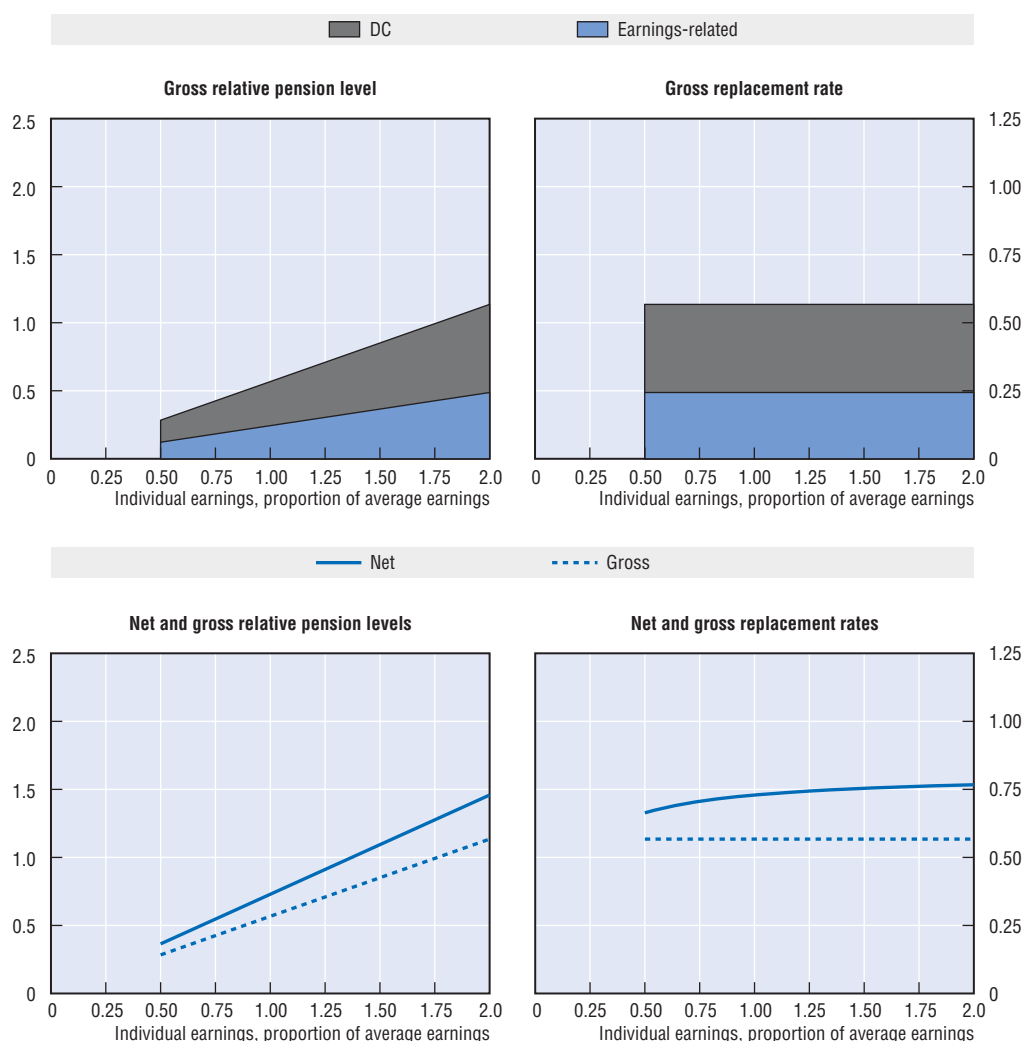 DC
Earnings-related
Gross relative pension level
Gross replacement rate
2.5
2.0
1.5
1.0
0.5
0
0 0.25 0.50 0.75 1.00 1.25 1.50 1.75 2.0
Individual earnings, proportion of average earnings
1.25
1.00
0.75
0.50
0.25
0
0 0.25 0.50 0.75 1.00 1.25 1.50 1.75 2.0
Individual earnings, proportion of average earnings
Net
Gross
Net and gross relative pension levels
Net and gross replacement rates
2.5
2.0
1.5
1.0
0.5
0
0 0.25 0.50 0.75 1.00 1.25 1.50 1.75 2.0
Individual earnings, proportion of average earnings
1.25
1.00
0.75
0.50
0.25
0
0 0.25 0.50 0.75 1.00 1.25 1.50 1.75 2.0
Individual earnings, proportion of average earnings